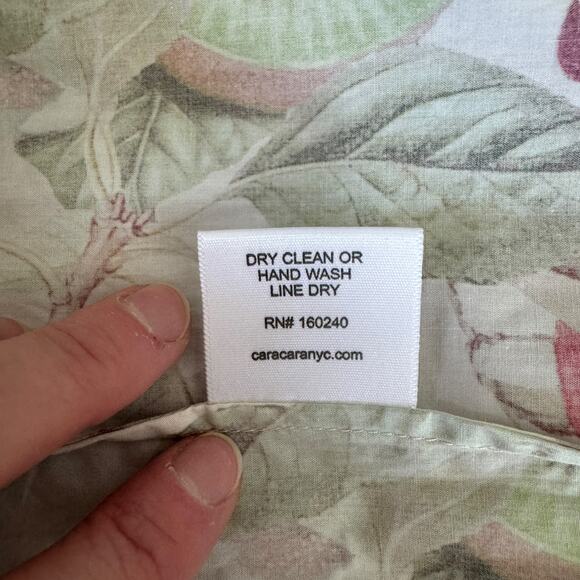 DRY CLEAN OR
HAND WASH
LINE DRY
RN# 160240
caracaranyc.com